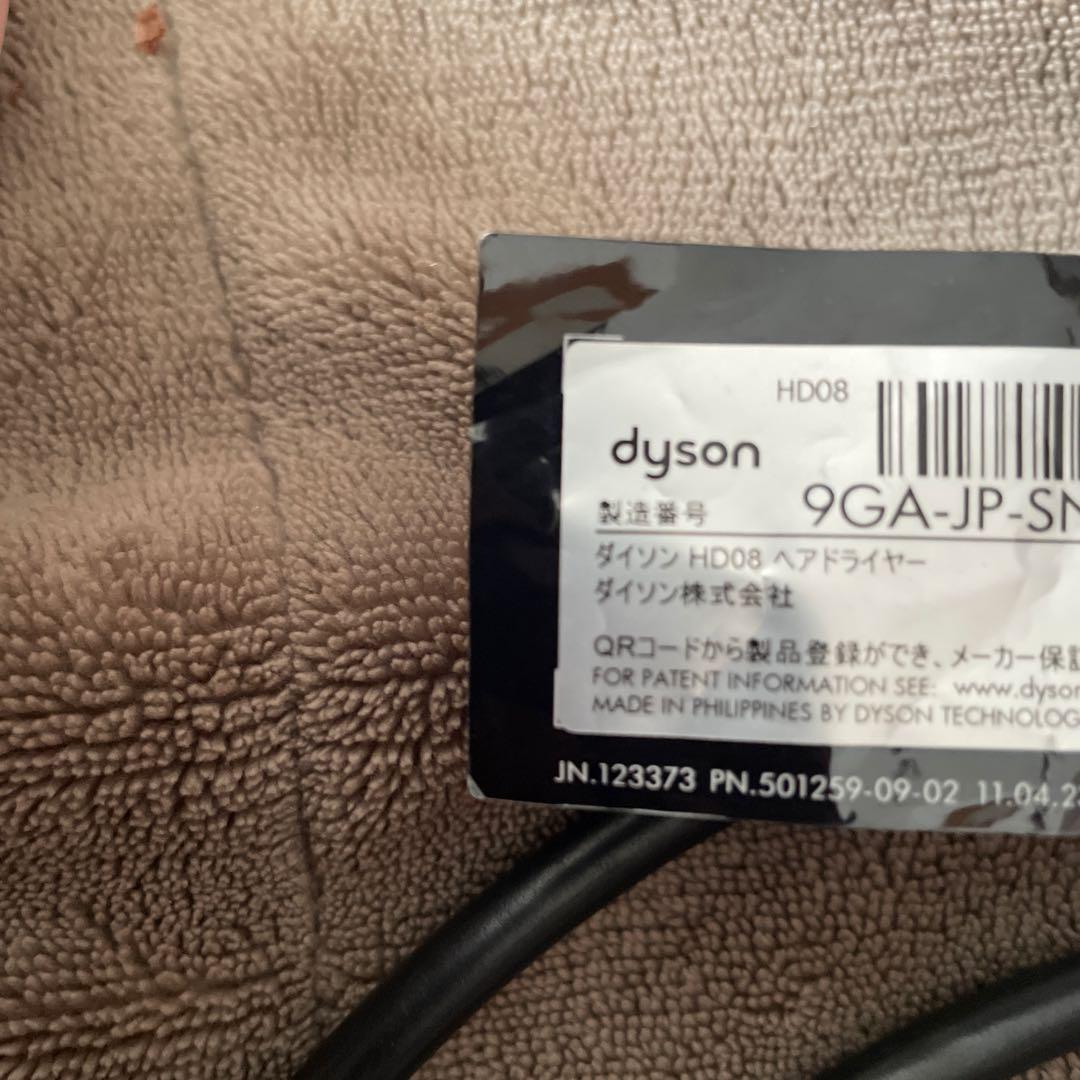 HD08
dyson
製造番号 9GA-JP-SN
ダイソン HD08 ヘアドライヤー
ダイソン株式会社
QRコードから製品登録ができ、メーカー保証
FOR PATENT INFORMATION SEE: www.dyson
MADE IN PHILIPPINES BY DYSON TECHNOLOG
JN.123373 PN.501259-09-02 11.04.2